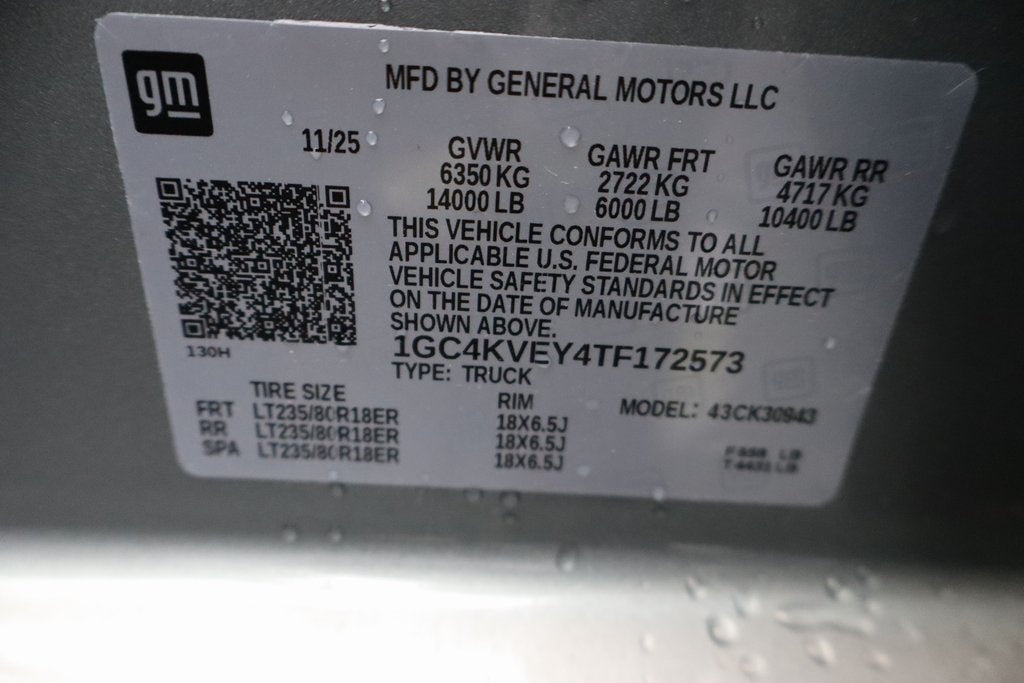 gm
MFD BY GENERAL MOTORS LLC
11/25
GVWR GAWR FRT GAWR RR
6350 KG 2722 KG 4717 KG
14000 LB 6000 LB 10400 LB
THIS VEHICLE CONFORMS TO ALL
APPLICABLE U.S. FEDERAL MOTOR
VEHICLE SAFETY STANDARDS IN EFFECT
ON THE DATE OF MANUFACTURE
SHOWN ABOVE.
130H
1GC4KVEY4TF172573
TYPE: TRUCK
TIRE SIZE RIM
MODEL: 43CK30943
FRT LT235/80R18ER 18X6.5J
RR LT235/80R18ER 18X6.5J
SPA LT235/80R18ER 18X6.5J